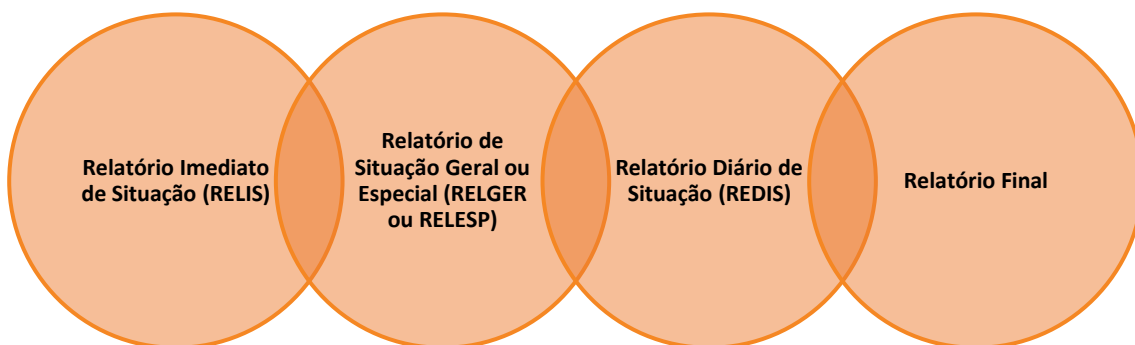 Relatório Imediato
de Situação (RELIS)
Relatório de
Situação Geral ou
Especial (RELGER
ou RELESP)
Relatório Diário de
Situação (REDIS)
Relatório Final